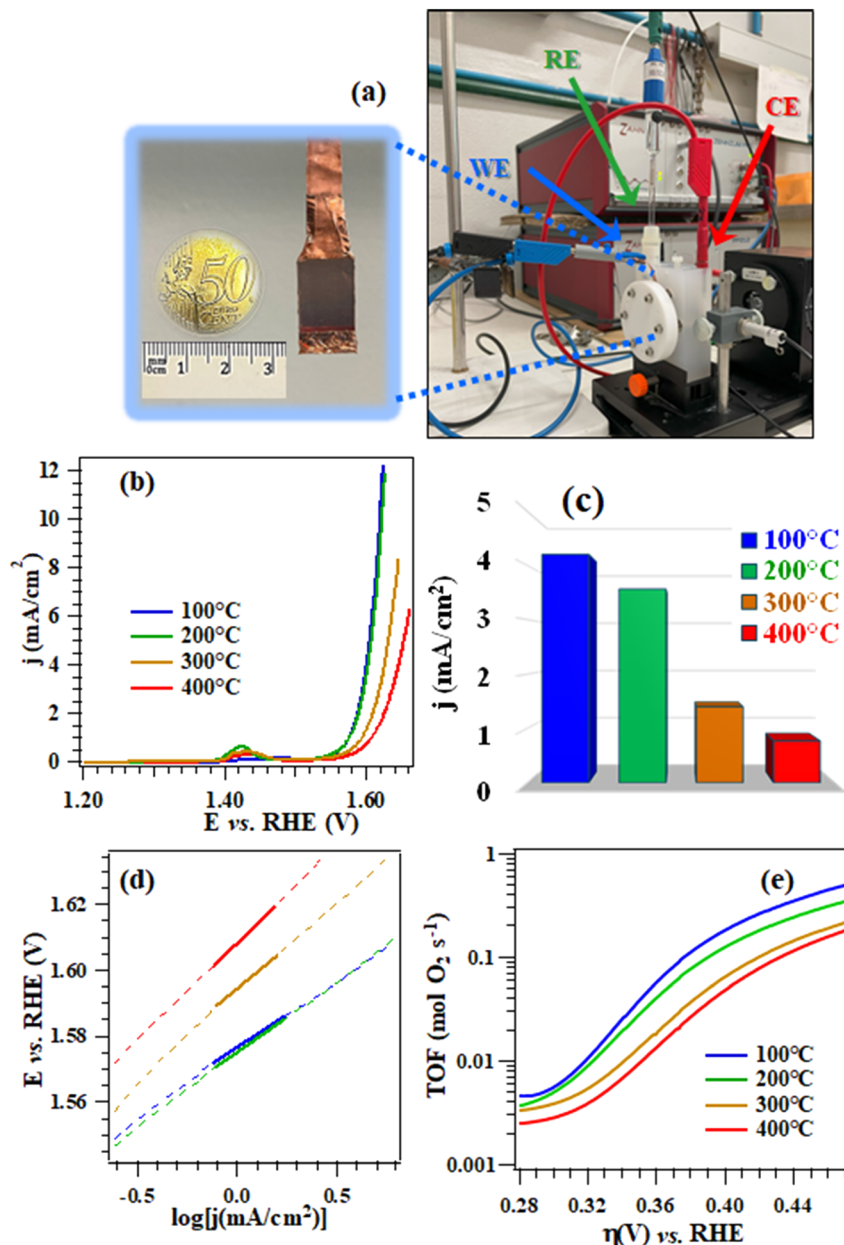 (a)
RE
CE
WE
ZAHN
50
CENT
mm
0cm 1 2 3
(b)
12
10
8
6
4
2
0
j (mA/cm²)
100°C
200°C
300°C
400°C
1.20 1.40 1.60
E vs. RHE (V)
(c)
5
4
3
2
1
0
j (mA/cm²)
100°C
200°C
300°C
400°C
(d)
1.62
1.60
1.58
1.56
E vs. RHE (V)
-0.5 0.0 0.5
log[j(mA/cm²)]
(e)
1
0.1
0.01
0.001
TOF (mol O₂ s⁻¹)
100°C
200°C
300°C
400°C
0.28 0.32 0.36 0.40 0.44
η(V) vs. RHE